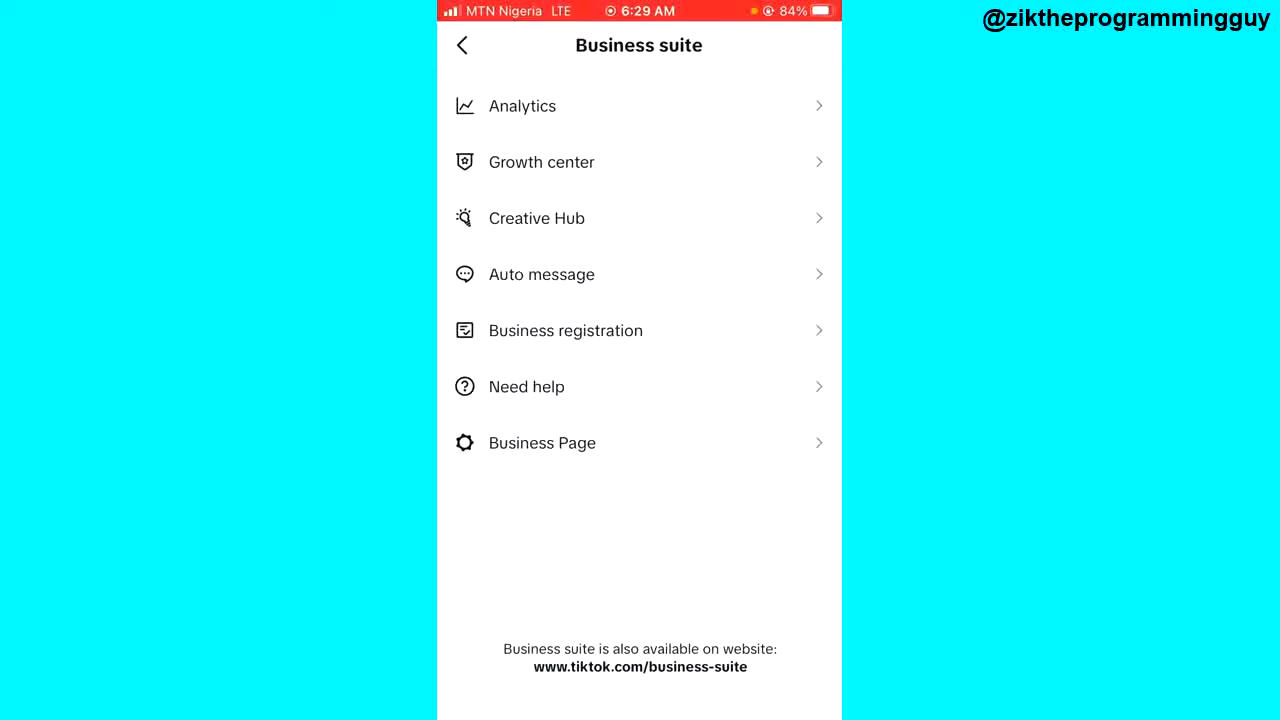 @ziktheprogrammingguy
MTN Nigeria LTE 6:29 AM 84%
Business suite
Analytics
Growth center
Creative Hub
Auto message
Business registration
Need help
Business Page
Business suite is also available on website:
www.tiktok.com/business-suite